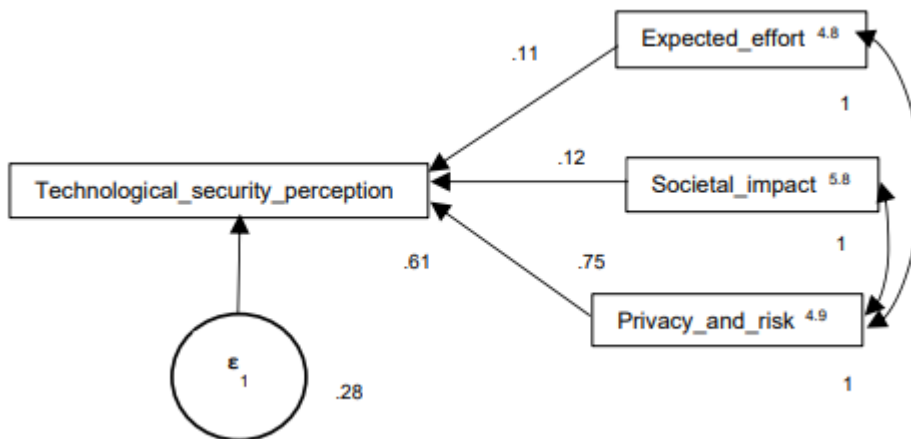 Expected_effort 4.8
.11
1
.12
Societal_impact 5.8
Technological_security_perception
1
.61
.75
Privacy_and_risk 4.9
ε1
.28
1